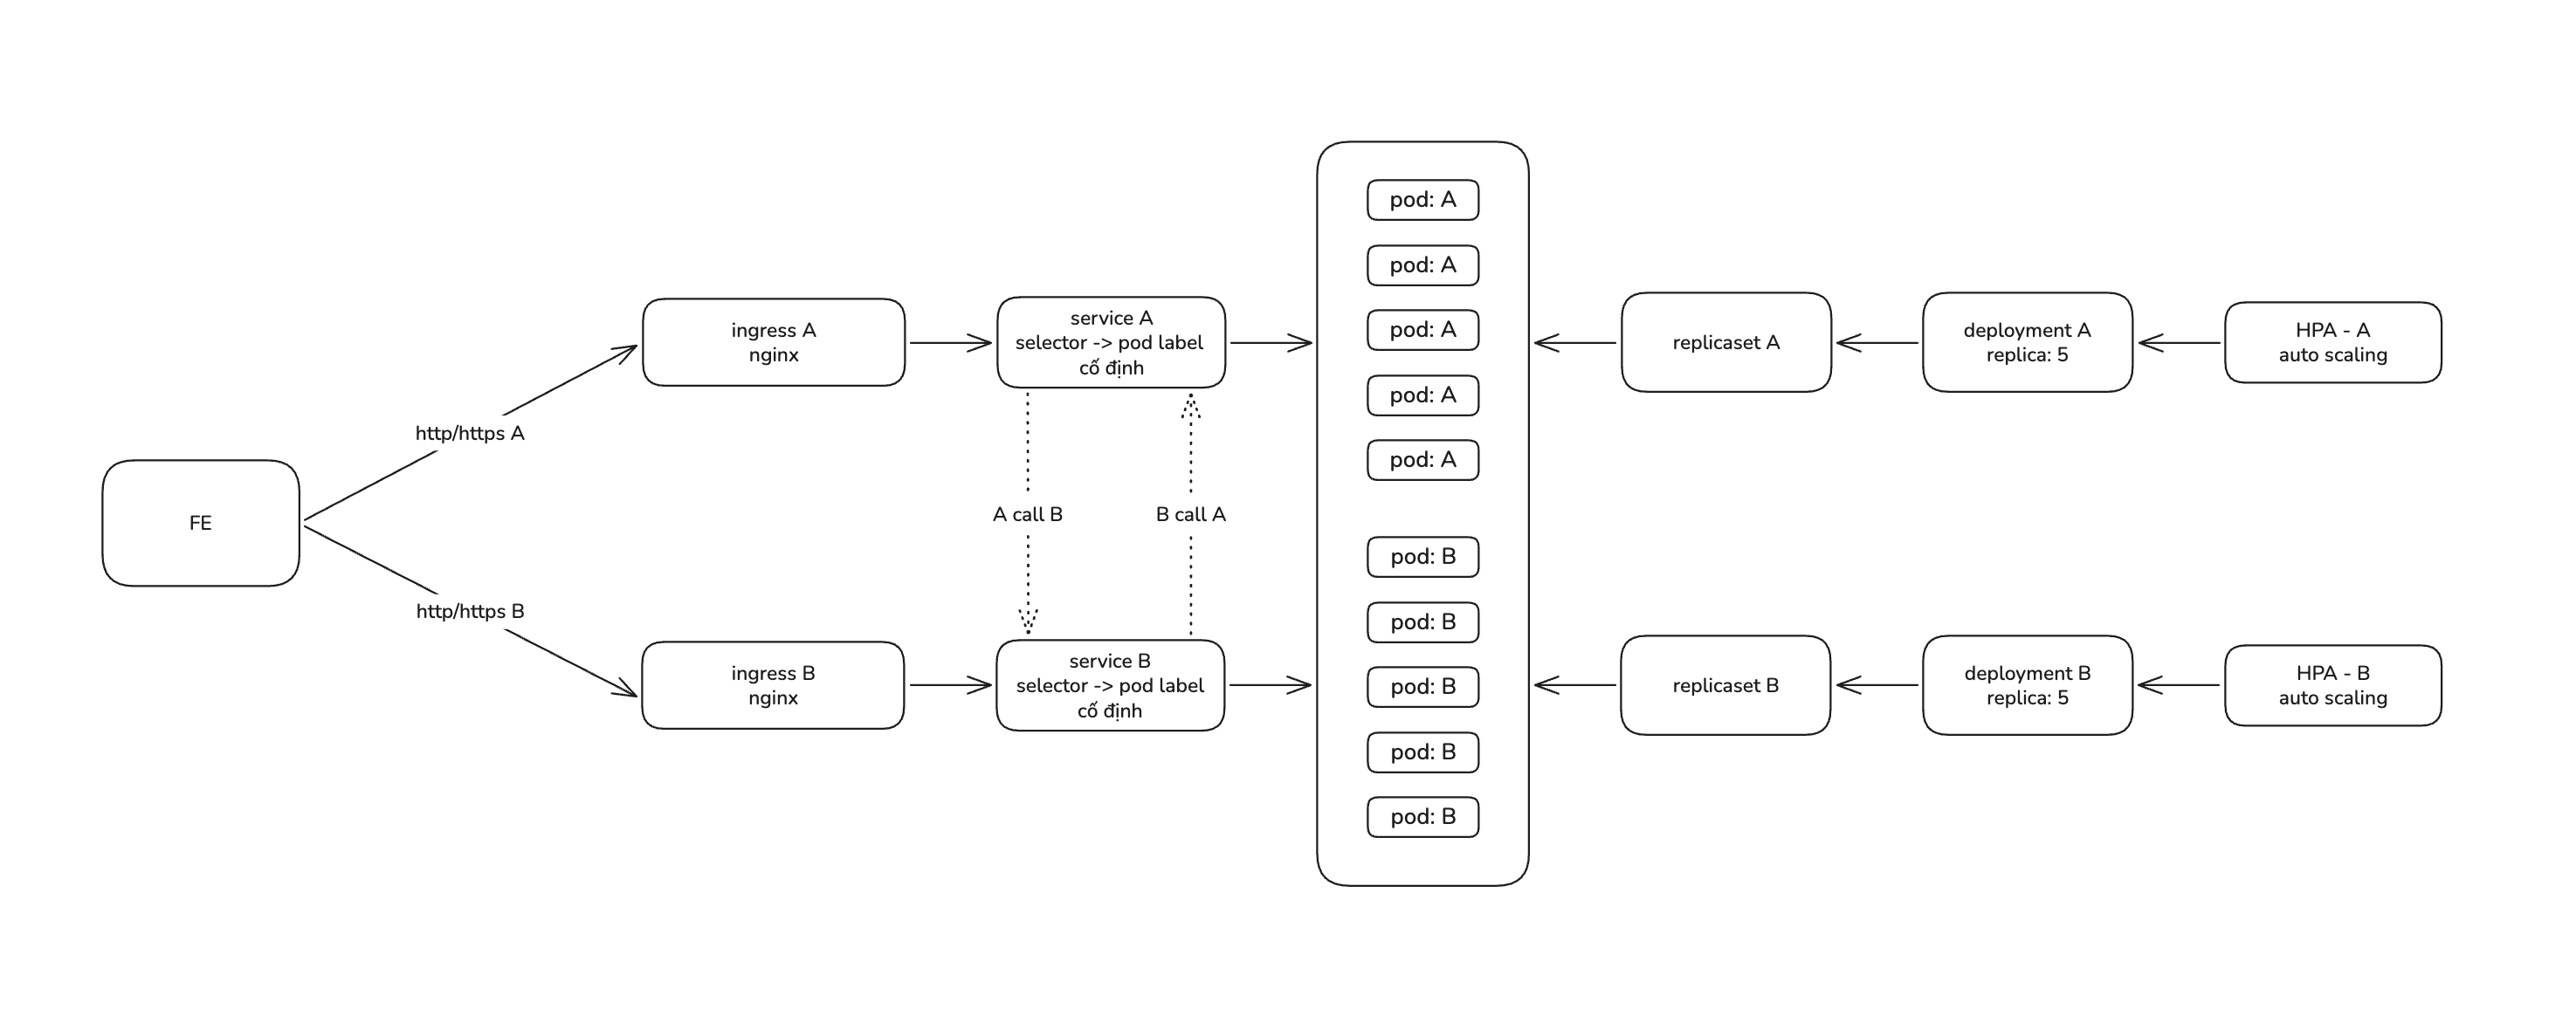 FE
http/https A
http/https B
ingress A
nginx
ingress B
nginx
service A
selector -> pod label
cố định
A call B
B call A
service B
selector -> pod label
cố định
pod: A
pod: A
pod: A
pod: A
pod: A
pod: B
pod: B
pod: B
pod: B
pod: B
replicaset A
deployment A
replica: 5
HPA - A
auto scaling
replicaset B
deployment B
replica: 5
HPA - B
auto scaling